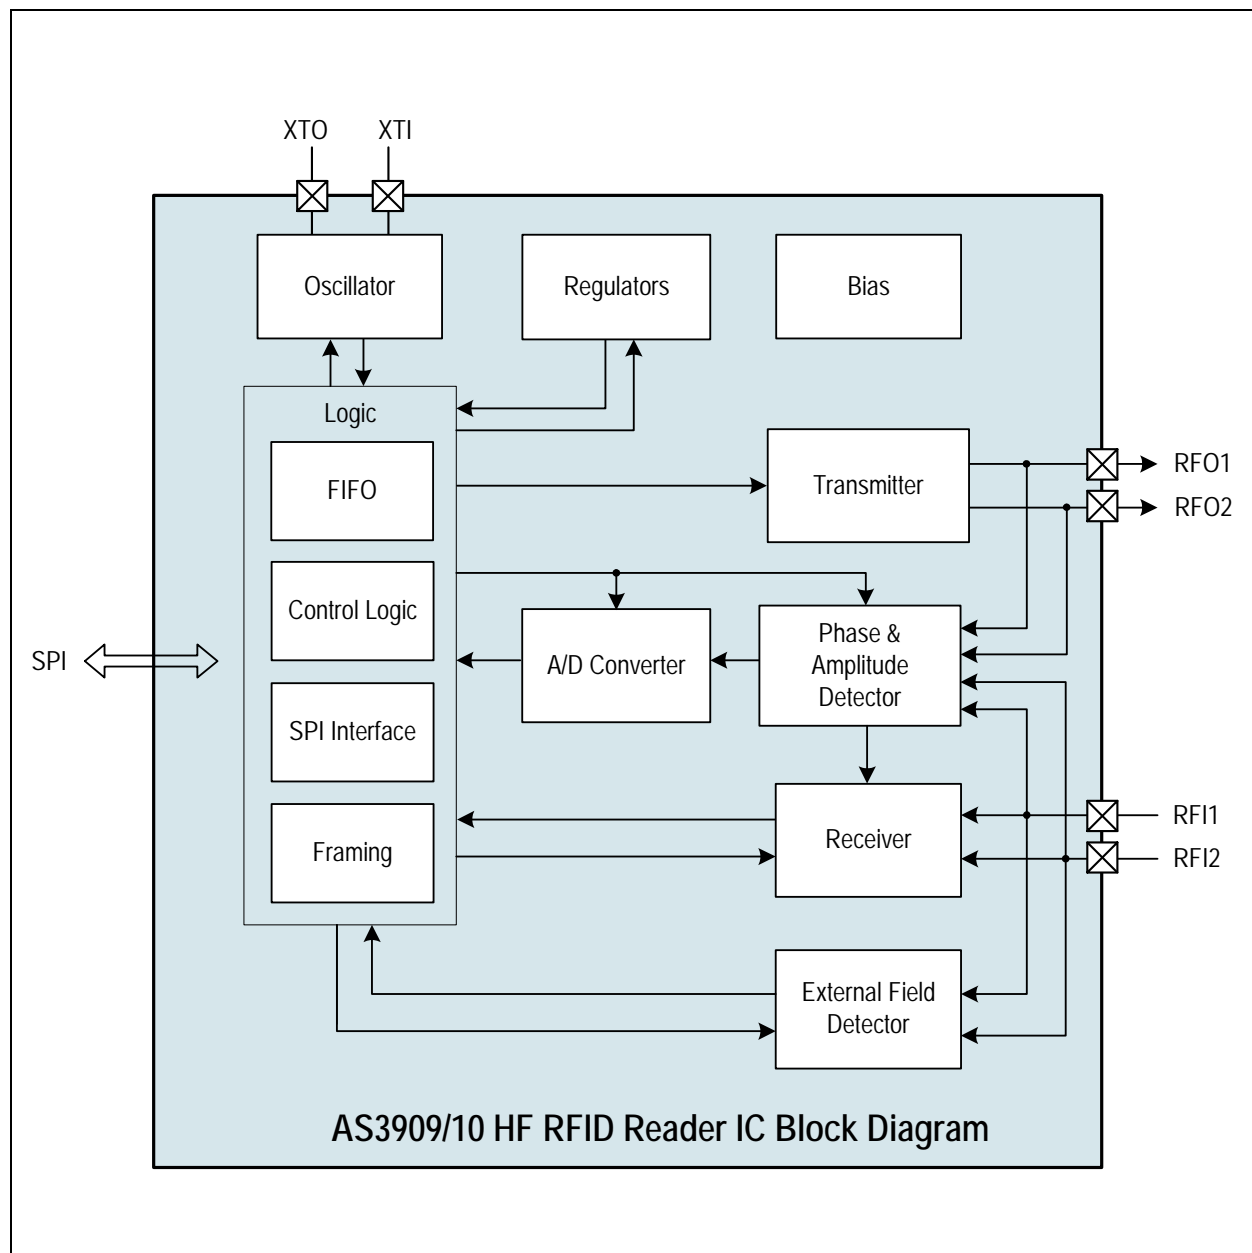 XTO
XTI
Oscillator
Regulators
Bias
Logic
FIFO
Transmitter
RFO1
RFO2
Control Logic
SPI
A/D Converter
Phase &
Amplitude
Detector
SPI Interface
Framing
Receiver
RFI1
RFI2
External Field
Detector
AS3909/10 HF RFID Reader IC Block Diagram